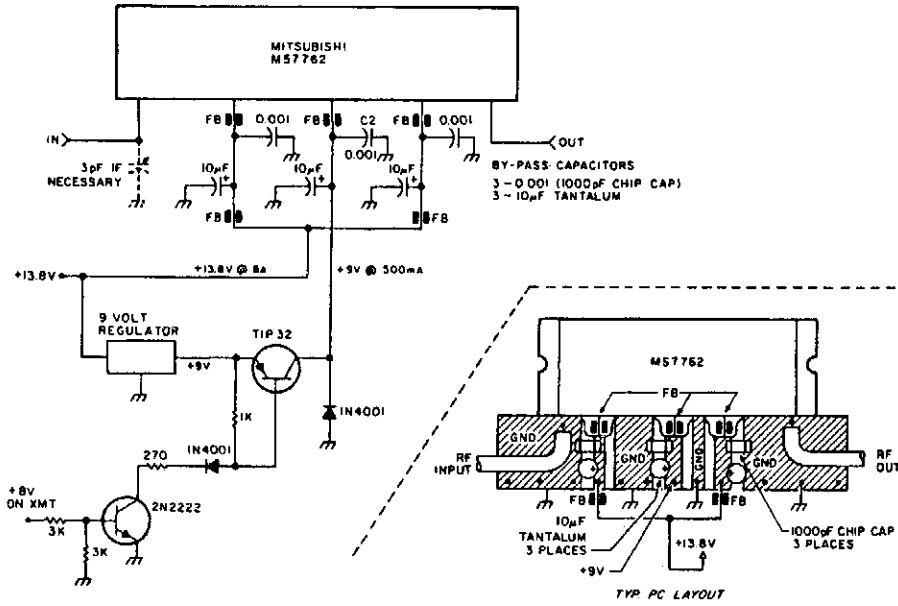 MITSUBISHI
M57762
FB
0.001
FB
C2
0.001
FB
0.001
IN
OUT
3pF IF
NECESSARY
10µF
+
10µF
+
10µF
+
BY-PASS CAPACITORS
3-0.001 (1000pF CHIP CAP)
3-10µF TANTALUM
FB
FB
+13.8V
+13.8V @ 8A
+9V @ 500mA
9 VOLT
REGULATOR
+9V
TIP 32
1K
1N4001
1N4001
270
2N2222
+8V
ON XMT
3K
3K
M57762
FB
GND
GND
GND
GND
RF
INPUT
RF
OUT
FB
FB
10µF
TANTALUM
3 PLACES
+9V
+13.8V
1000pF CHIP CAP
3 PLACES
TYP. PC LAYOUT